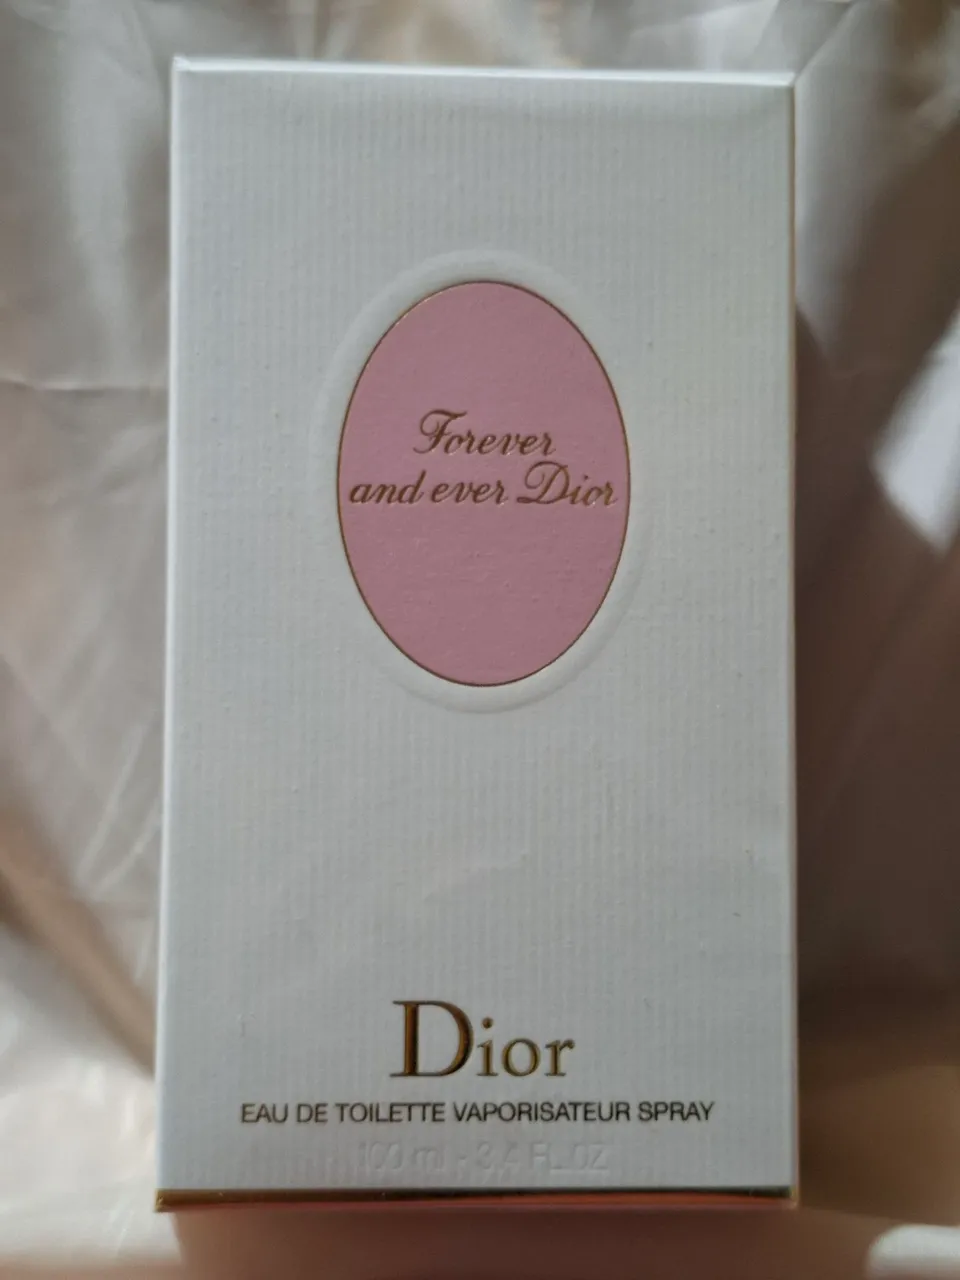 Forever
and ever Dior
Dior
EAU DE TOILETTE VAPORISATEUR SPRAY
100 ml - 3.4 FL.OZ